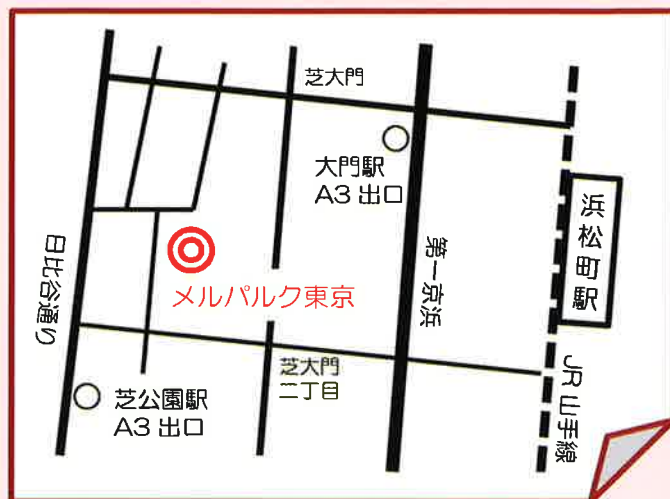 芝大門
大門駅
A3 出口
浜松町駅
第一京浜
日比谷通り
メルパルク東京
芝大門
二丁目
JR 山手線
芝公園駅
A3 出口